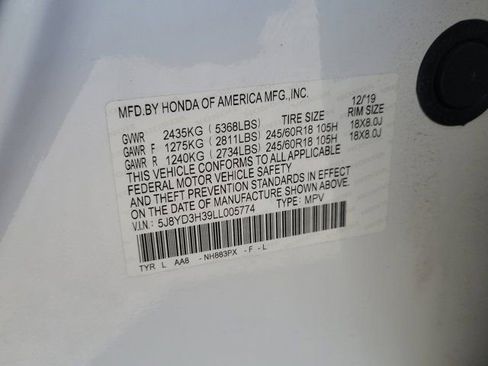 MFD.BY HONDA OF AMERICA MFG.,INC. 12/'19
GVWR 2435KG ( 5368LBS) TIRE SIZE RIM SIZE
GAWR F 1275KG ( 2811LBS) 245/60R18 105H 18X8.0J
GAWR R 1240KG ( 2734LBS) 245/60R18 105H 18X8.0J
THIS VEHICLE CONFORMS TO ALL APPLICABLE
FEDERAL MOTOR VEHICLE SAFETY
AND THEFT PREVENTION STANDARDS IN EFFECT
ON THE DATE OF MANUFACTURE SHOWN ABOVE.
V.I.N: 5J8YD3H39LL005774 TYPE: MPV
TYR L AA8 - NH883PX - F - L